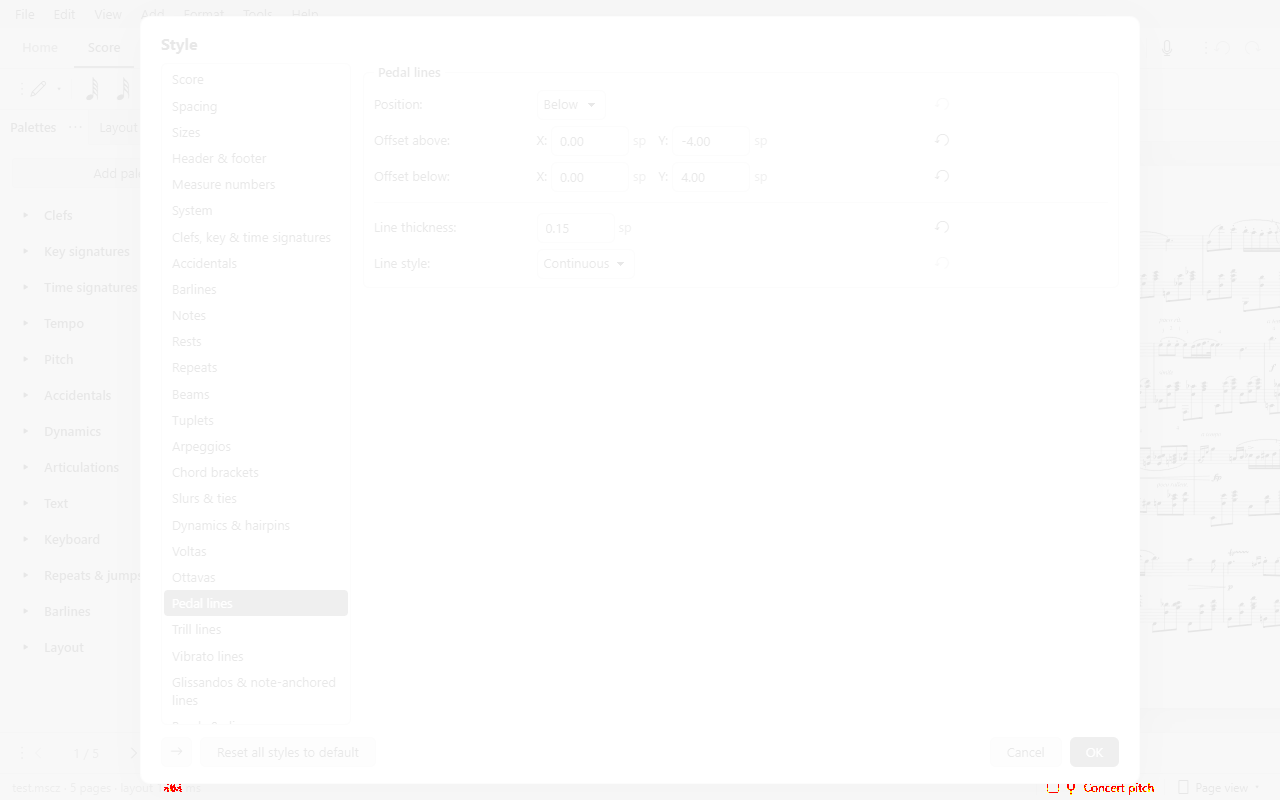 File Edit View Add Format Tools Help
Home Score
Palettes Layout
Clefs
Key signatures
Time signatures
Tempo
Pitch
Accidentals
Dynamics
Articulations
Text
Keyboard
Repeats & jumps
Barlines
Layout
1 / 5
Style
Score
Spacing
Sizes
Header & footer
Measure numbers
System
Clefs, key & time signatures
Accidentals
Barlines
Notes
Rests
Repeats
Beams
Tuplets
Arpeggios
Chord brackets
Slurs & ties
Dynamics & hairpins
Voltas
Ottavas
Pedal lines
Trill lines
Vibrato lines
Glissandos & note-anchored
lines
Pedal lines
Position: Below
Offset above: X: 0.00 sp Y: -4.00 sp
Offset below: X: 0.00 sp Y: 4.00 sp
Line thickness: 0.15 sp
Line style: Continuous
→ Reset all styles to default Cancel OK
5 pages Concert pitch Page view